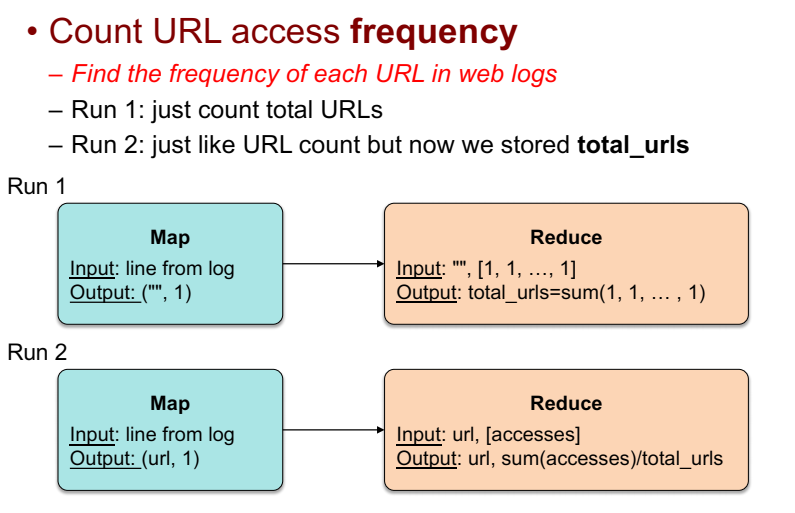 • Count URL access frequency
– Find the frequency of each URL in web logs
– Run 1: just count total URLs
– Run 2: just like URL count but now we stored total_urls
Run 1
Map
Input: line from log
Output: ("", 1)
Reduce
Input: "", [1, 1, …, 1]
Output: total_urls=sum(1, 1, … , 1)
Run 2
Map
Input: line from log
Output: (url, 1)
Reduce
Input: url, [accesses]
Output: url, sum(accesses)/total_urls